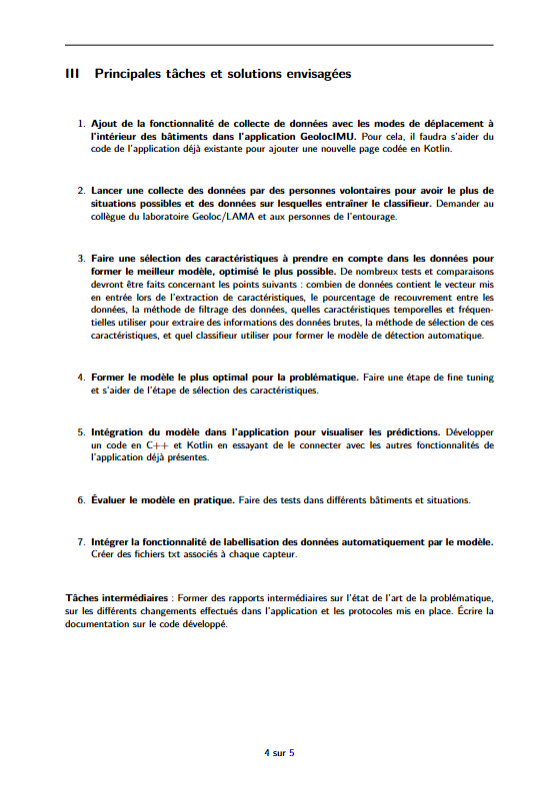 III Principales tâches et solutions envisagées
1. Ajout de la fonctionnalité de collecte de données avec les modes de déplacement à
l'intérieur des bâtiments dans l'application GeolocIMU. Pour cela, il faudra s'aider du
code de l'application déjà existante pour ajouter une nouvelle page codée en Kotlin.
2. Lancer une collecte des données par des personnes volontaires pour avoir le plus de
situations possibles et des données sur lesquelles entraîner le classifieur. Demander au
collègue du laboratoire Geoloc/LAMA et aux personnes de l'entourage.
3. Faire une sélection des caractéristiques à prendre en compte dans les données pour
former le meilleur modèle, optimisé le plus possible. De nombreux tests et comparaisons
devront être faits concernant les points suivants : combien de données contient le vecteur mis
en entrée lors de l'extraction de caractéristiques, le pourcentage de recouvrement entre les
données, la méthode de filtrage des données, quelles caractéristiques temporelles et fréquen-
tielles utiliser pour extraire des informations des données brutes, la méthode de sélection de ces
caractéristiques, et quel classifieur utiliser pour former le modèle de détection automatique.
4. Former le modèle le plus optimal pour la problématique. Faire une étape de fine tuning
et s'aider de l'étape de sélection des caractéristiques.
5. Intégration du modèle dans l'application pour visualiser les prédictions. Développer
un code en C++ et Kotlin en essayant de le connecter avec les autres fonctionnalités de
l'application déjà présentes.
6. Évaluer le modèle en pratique. Faire des tests dans différents bâtiments et situations.
7. Intégrer la fonctionnalité de labellisation des données automatiquement par le modèle.
Créer des fichiers txt associés à chaque capteur.
Tâches intermédiaires : Former des rapports intermédiaires sur l'état de l'art de la problématique,
sur les différents changements effectués dans l'application et les protocoles mis en place. Écrire la
documentation sur le code développé.
4 sur 5